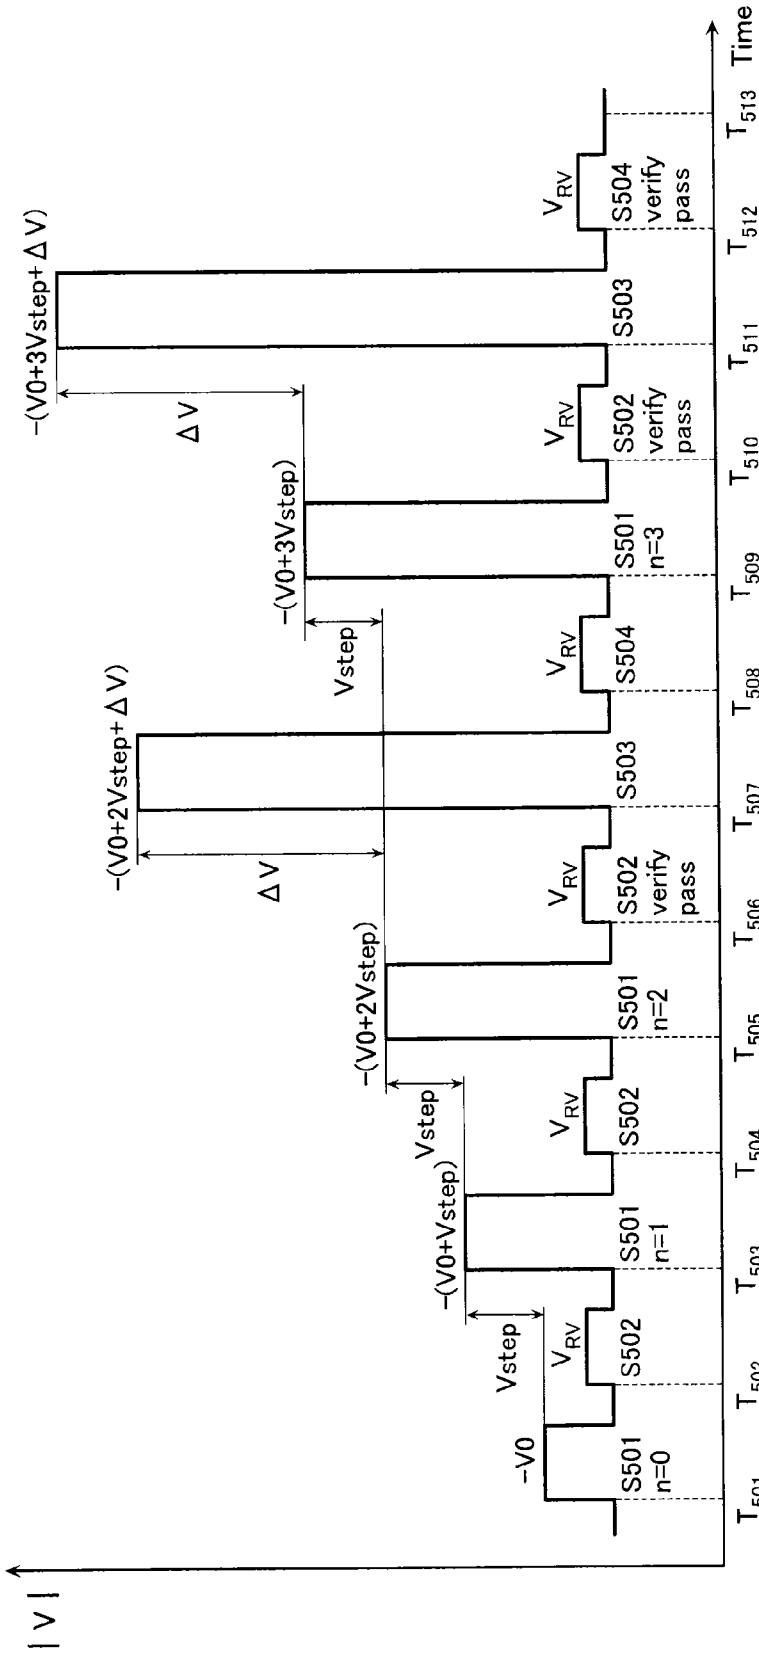 |V|
-V0
S501
n=0
Vstep
VRV
S502
-(V0+Vstep)
S501
n=1
Vstep
VRV
S502
-(V0+2Vstep)
S501
n=2
VRV
S502
verify
pass
ΔV
-(V0+2Vstep+ΔV)
S503
Vstep
VRV
S504
-(V0+3Vstep)
S501
n=3
VRV
S502
verify
pass
ΔV
-(V0+3Vstep+ΔV)
S503
VRV
S504
verify
pass
T501
T502
T503
T504
T505
T506
T507
T508
T509
T510
T511
T512
T513
Time